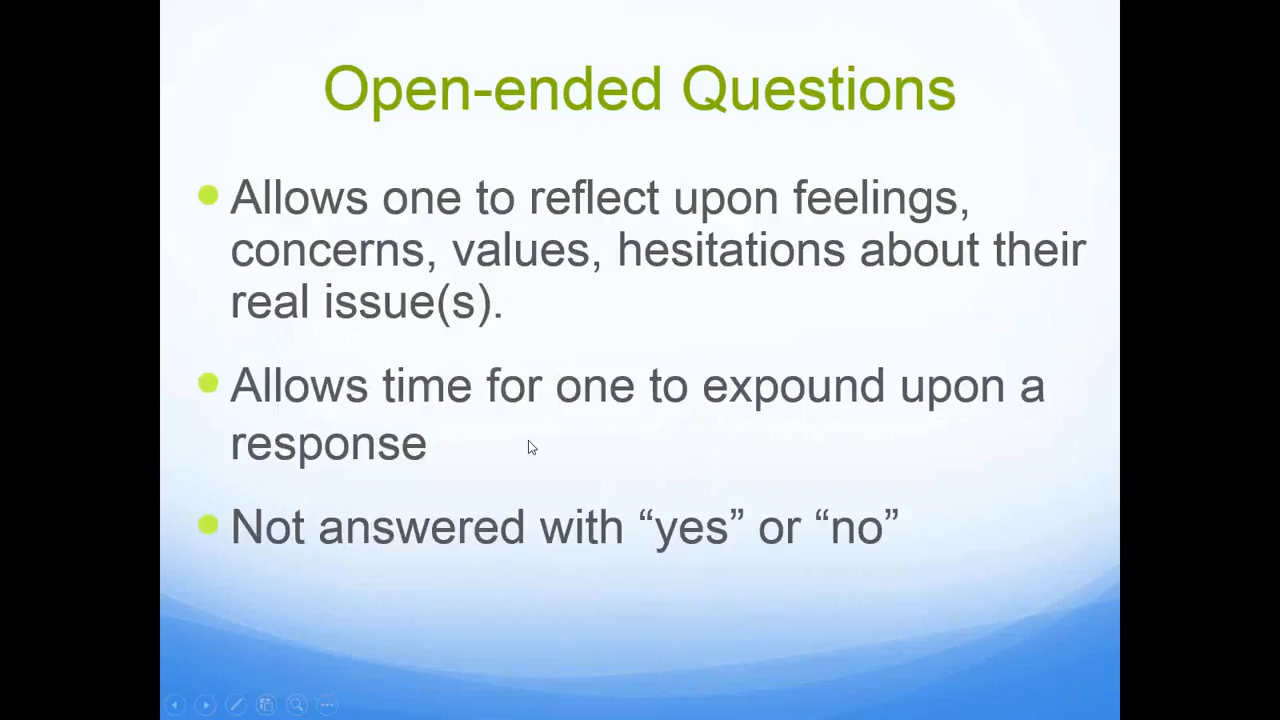 Open-ended Questions
Allows one to reflect upon feelings,
concerns, values, hesitations about their
real issue(s).
Allows time for one to expound upon a
response
Not answered with “yes” or “no”